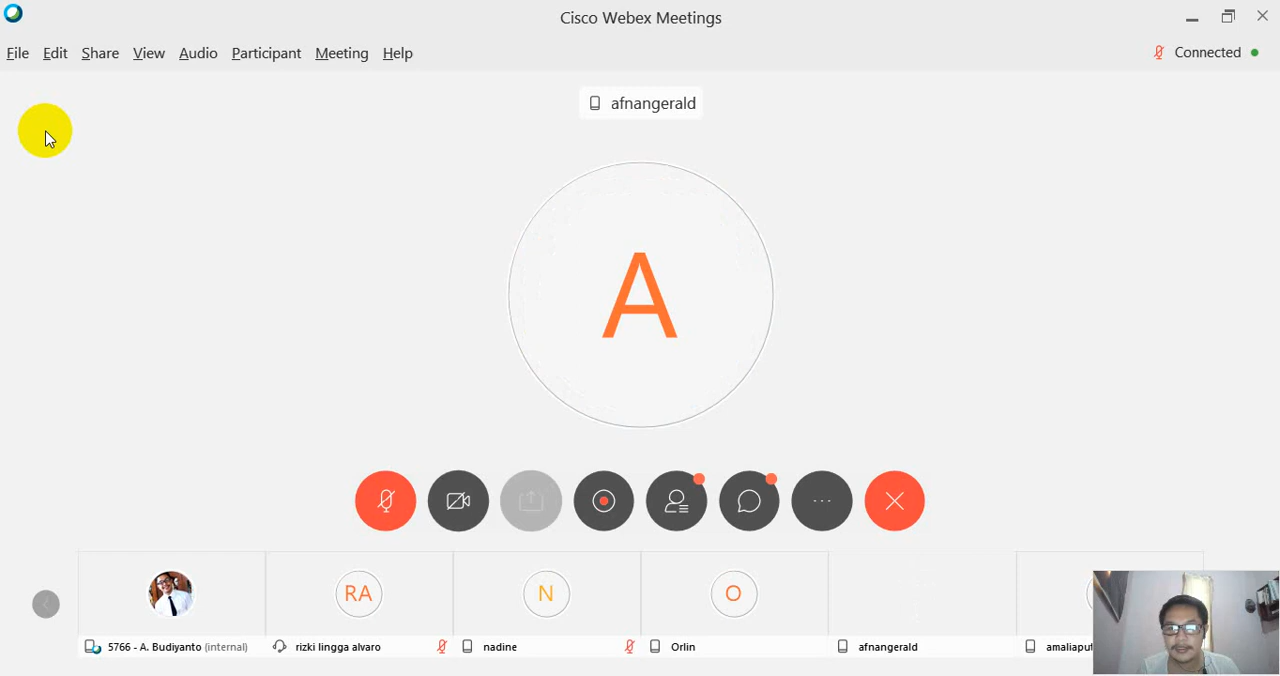 Cisco Webex Meetings
File Edit Share View Audio Participant Meeting Help
Connected
afnangerald
A
RA
N
O
5766 - A. Budiyanto (internal)
rizki lingga alvaro
nadine
Orlin
afnangerald